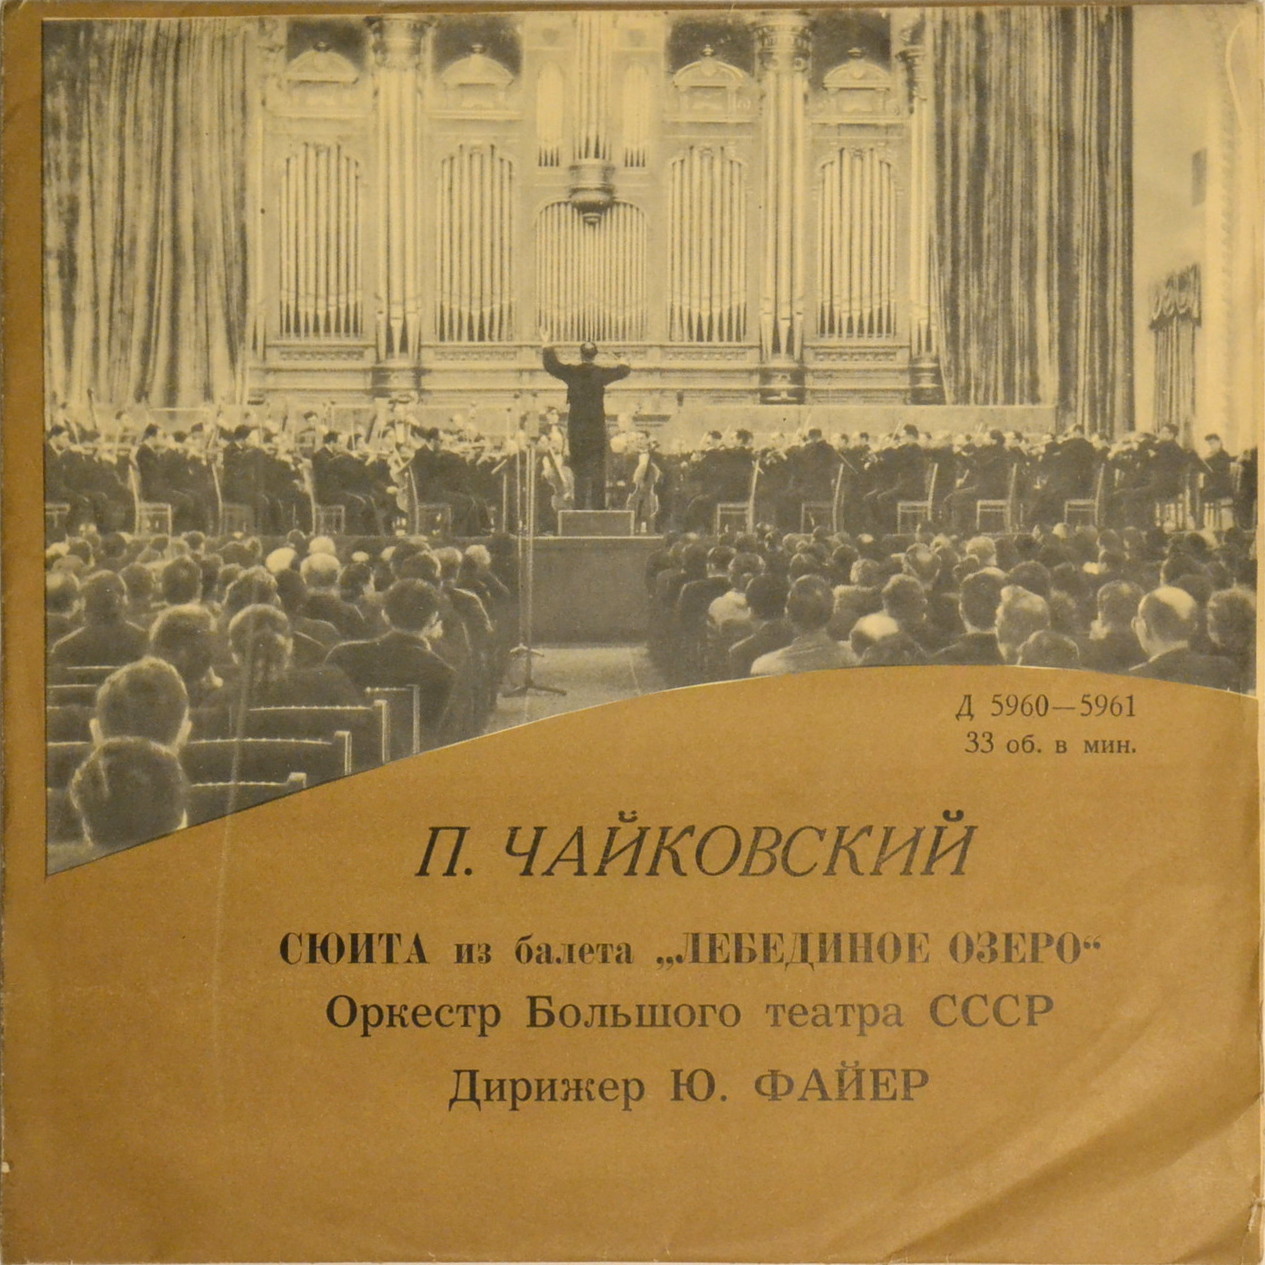 Д 5960—5961
33 об. в мин.
П. ЧАЙКОВСКИЙ
СЮИТА из балета „ЛЕБЕДИНОЕ ОЗЕРО“
Оркестр Большого театра СССР
Дирижер Ю. ФАЙЕР